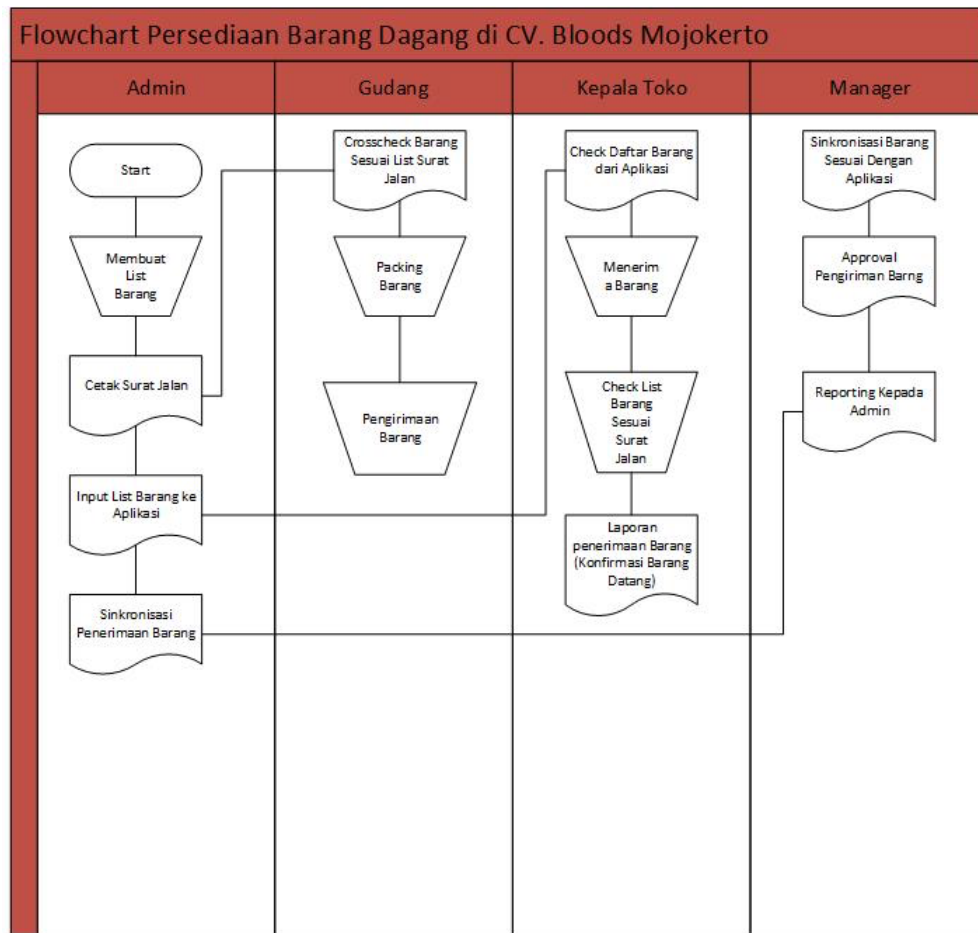 Flowchart Persediaan Barang Dagang di CV. Bloods Mojokerto
Admin
Gudang
Kepala Toko
Manager
Start
Membuat
List
Barang
Cetak Surat Jalan
Input List Barang ke
Aplikasi
Sinkronisasi
Penerimaan Barang
Crosscheck Barang
Sesuai List Surat
Jalan
Packing
Barang
Pengirimaan
Barang
Check Daftar Barang
dari Aplikasi
Menerim
a Barang
Check List
Barang
Sesuai
Surat
Jalan
Laporan
penerimaan Barang
(Konfirmasi Barang
Datang)
Sinkronisasi Barang
Sesuai Dengan
Aplikasi
Approval
Pengiriman Barng
Reporting Kepada
Admin